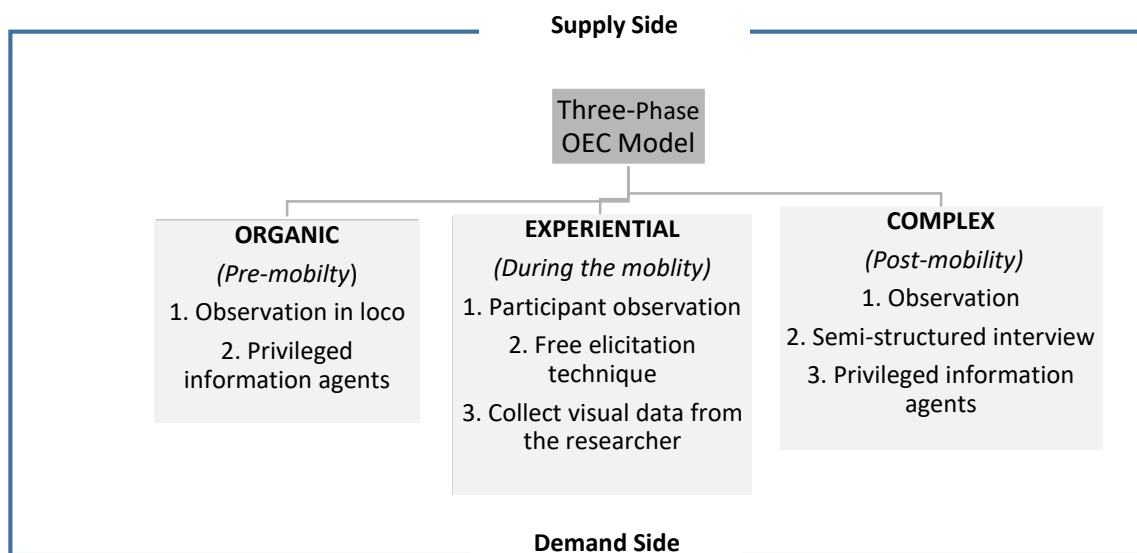 Supply Side
Three-Phase
OEC Model
ORGANIC
(Pre-mobilty)
1. Observation in loco
2. Privileged
information agents
EXPERIENTIAL
(During the moblity)
1. Participant observation
2. Free elicitation
technique
3. Collect visual data from
the researcher
COMPLEX
(Post-mobility)
1. Observation
2. Semi-structured interview
3. Privileged information
agents
Demand Side